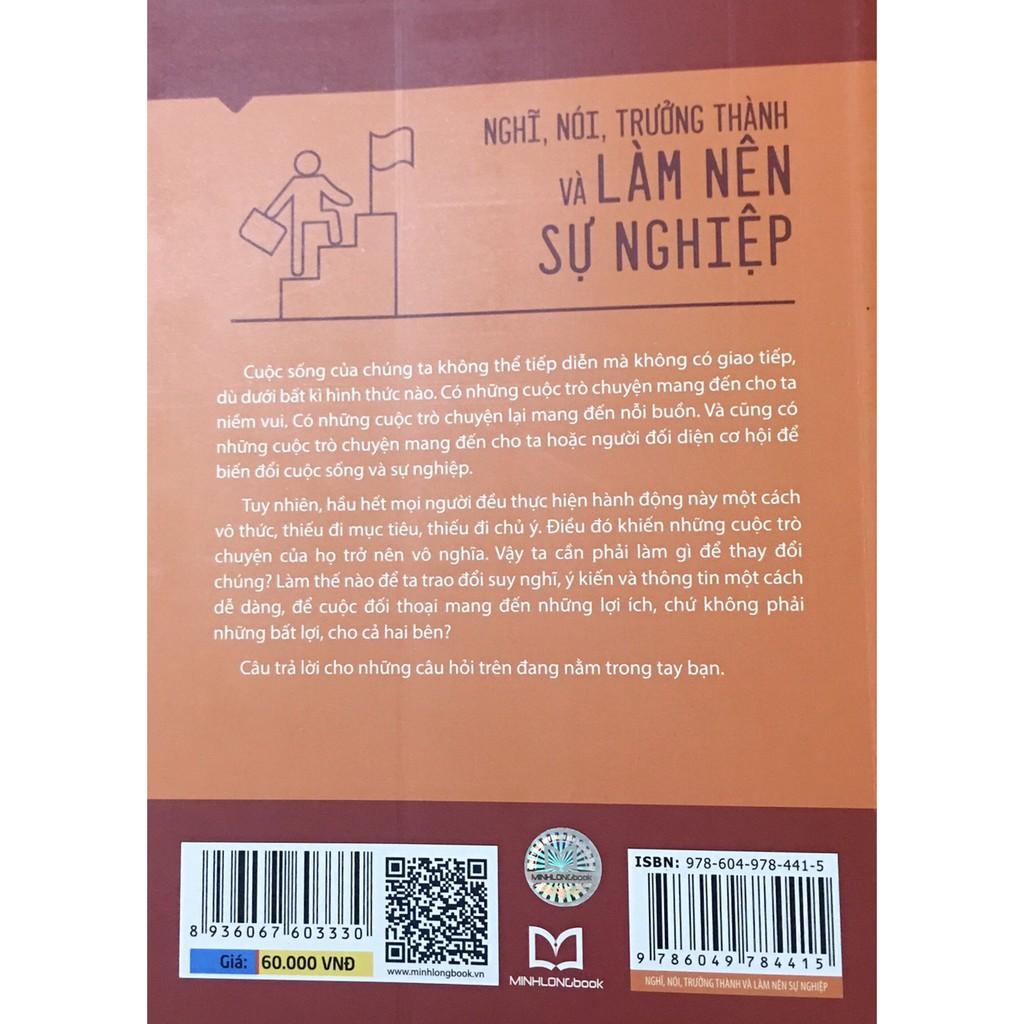 NGHĨ, NÓI, TRƯỞNG THÀNH
VÀ LÀM NÊN
SỰ NGHIỆP
Cuộc sống của chúng ta không thể tiếp diễn mà không có giao tiếp,
dù dưới bất kì hình thức nào. Có những cuộc trò chuyện mang đến cho ta
niềm vui. Có những cuộc trò chuyện lại mang đến nỗi buồn. Và cũng có
những cuộc trò chuyện mang đến cho ta hoặc người đối diện cơ hội để
biến đổi cuộc sống và sự nghiệp.
Tuy nhiên, hầu hết mọi người đều thực hiện hành động này một cách
vô thức, thiếu đi mục tiêu, thiếu đi chủ ý. Điều đó khiến những cuộc trò
chuyện của họ trở nên vô nghĩa. Vậy ta cần phải làm gì để thay đổi
chúng? Làm thế nào để ta trao đổi suy nghĩ, ý kiến và thông tin một cách
dễ dàng, để cuộc đối thoại mang đến những lợi ích, chứ không phải
những bất lợi, cho cả hai bên?
Câu trả lời cho những câu hỏi trên đang nằm trong tay bạn.
8 936067 603330
Giá: 60.000 VNĐ
www.minhlongbook.vn
MINHLONGbook
MINHLONGbook
ISBN: 978-604-978-441-5
9 786049 784415
NGHĨ, NÓI, TRƯỞNG THÀNH VÀ LÀM NÊN SỰ NGHIỆP